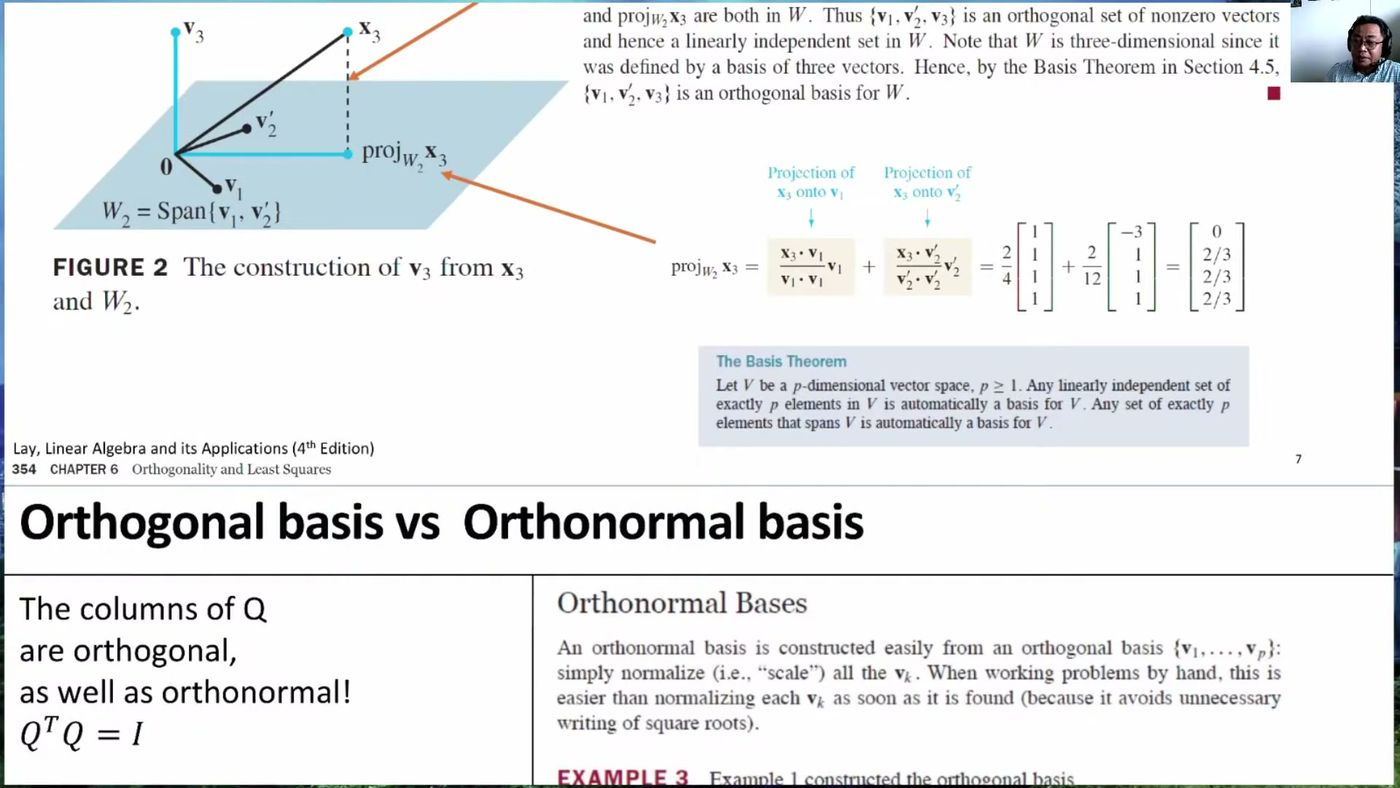 v₃
x₃
v′₂
0
proj_W₂ x₃
v₁
W₂ = Span{v₁, v′₂}
FIGURE 2 The construction of v₃ from x₃
and W₂.
and proj_W₂ x₃ are both in W. Thus {v₁, v′₂, v₃} is an orthogonal set of nonzero vectors
and hence a linearly independent set in W. Note that W is three-dimensional since it
was defined by a basis of three vectors. Hence, by the Basis Theorem in Section 4.5,
{v₁, v′₂, v₃} is an orthogonal basis for W.
Projection of x₃ onto v₁
Projection of x₃ onto v′₂
proj_W₂ x₃ = (x₃ · v₁)/(v₁ · v₁) v₁ + (x₃ · v′₂)/(v′₂ · v′₂) v′₂ = 2/4 [1 1 1 1] + 2/12 [−3 1 1 1] = [0 2/3 2/3 2/3]
The Basis Theorem
Let V be a p-dimensional vector space, p ≥ 1. Any linearly independent set of
exactly p elements in V is automatically a basis for V. Any set of exactly p
elements that spans V is automatically a basis for V.
Lay, Linear Algebra and its Applications (4th Edition)
354 CHAPTER 6 Orthogonality and Least Squares
7
Orthogonal basis vs Orthonormal basis
The columns of Q
are orthogonal,
as well as orthonormal!
QᵀQ = I
Orthonormal Bases
An orthonormal basis is constructed easily from an orthogonal basis {v₁, . . . , vₚ}:
simply normalize (i.e., “scale”) all the vₖ. When working problems by hand, this is
easier than normalizing each vₖ as soon as it is found (because it avoids unnecessary
writing of square roots).
EXAMPLE 3 Example 1 constructed the orthogonal basis